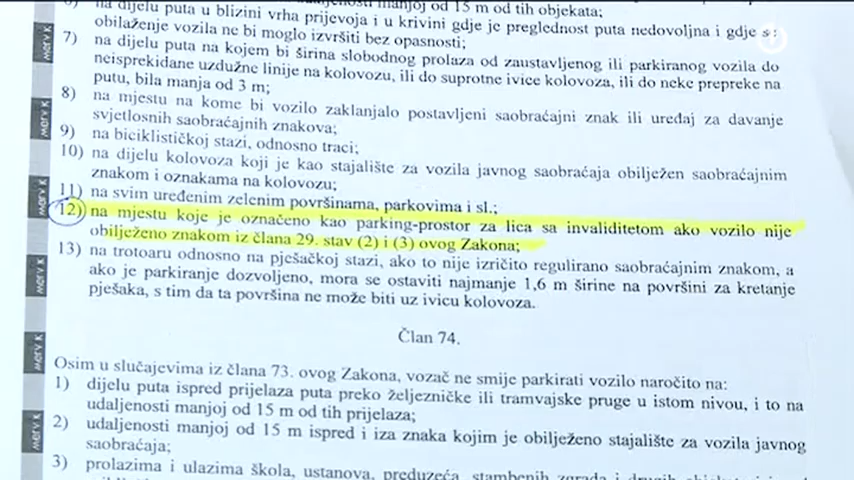 na dijelu puta u blizini vrha prijevoja i u krivini gdje je preglednost puta nedovoljna i gdje se
obilaženje vozila ne bi moglo izvršiti bez opasnosti;
7) na dijelu puta na kojem bi širina slobodnog prolaza od zaustavljenog ili parkiranog vozila do
neisprekidane uzdužne linije na kolovozu, ili do suprotne ivice kolovoza, ili do neke prepreke na
putu, bila manja od 3 m;
8) na mjestu na kome bi vozilo zaklanjalo postavljeni saobraćajni znak ili uređaj za davanje
svjetlosnih saobraćajnih znakova;
9) na biciklističkoj stazi, odnosno traci;
10) na dijelu kolovoza koji je kao stajalište za vozila javnog saobraćaja obilježen saobraćajnim
znakom i oznakama na kolovozu;
11) na svim uređenim zelenim površinama, parkovima i sl.;
12) na mjestu koje je označeno kao parking-prostor za lica sa invaliditetom ako vozilo nije
obilježeno znakom iz člana 29. stav (2) i (3) ovog Zakona;
13) na trotoaru odnosno na pješačkoj stazi, ako to nije izričito regulirano saobraćajnim znakom, a
ako je parkiranje dozvoljeno, mora se ostaviti najmanje 1,6 m širine na površini za kretanje
pješaka, s tim da ta površina ne može biti uz ivicu kolovoza.
Član 74.
Osim u slučajevima iz člana 73. ovog Zakona, vozač ne smije parkirati vozilo naročito na:
1) dijelu puta ispred prijelaza puta preko željezničke ili tramvajske pruge u istom nivou, i to na
udaljenosti manjoj od 15 m od tih prijelaza;
2) udaljenosti manjoj od 15 m ispred i iza znaka kojim je obilježeno stajalište za vozila javnog
saobraćaja;
3) prolazima i ulazima škola, ustanova, preduzeća, stambenih zgrada i drugih